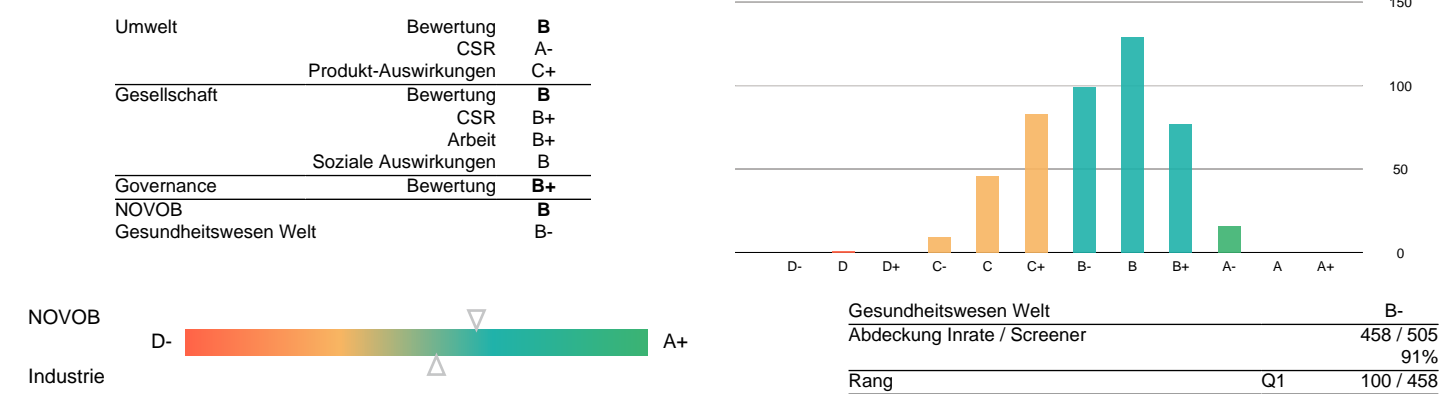 Umwelt Bewertung B
CSR A-
Produkt-Auswirkungen C+
Gesellschaft Bewertung B
CSR B+
Arbeit B+
Soziale Auswirkungen B
Governance Bewertung B+
NOVOB B
Gesundheitswesen Welt B-
150
100
50
0
D- D D+ C- C C+ B- B B+ A- A A+
NOVOB
D- A+
Industrie
Gesundheitswesen Welt B-
Abdeckung Inrate / Screener 458 / 505
91%
Rang Q1 100 / 458